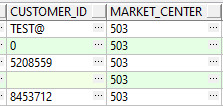 CUSTOMER_ID MARKET_CENTER
TEST@ ... 503 ...
0 ... 503 ...
5208559 ... 503 ...
... 503 ...
8453712 ... 503 ...